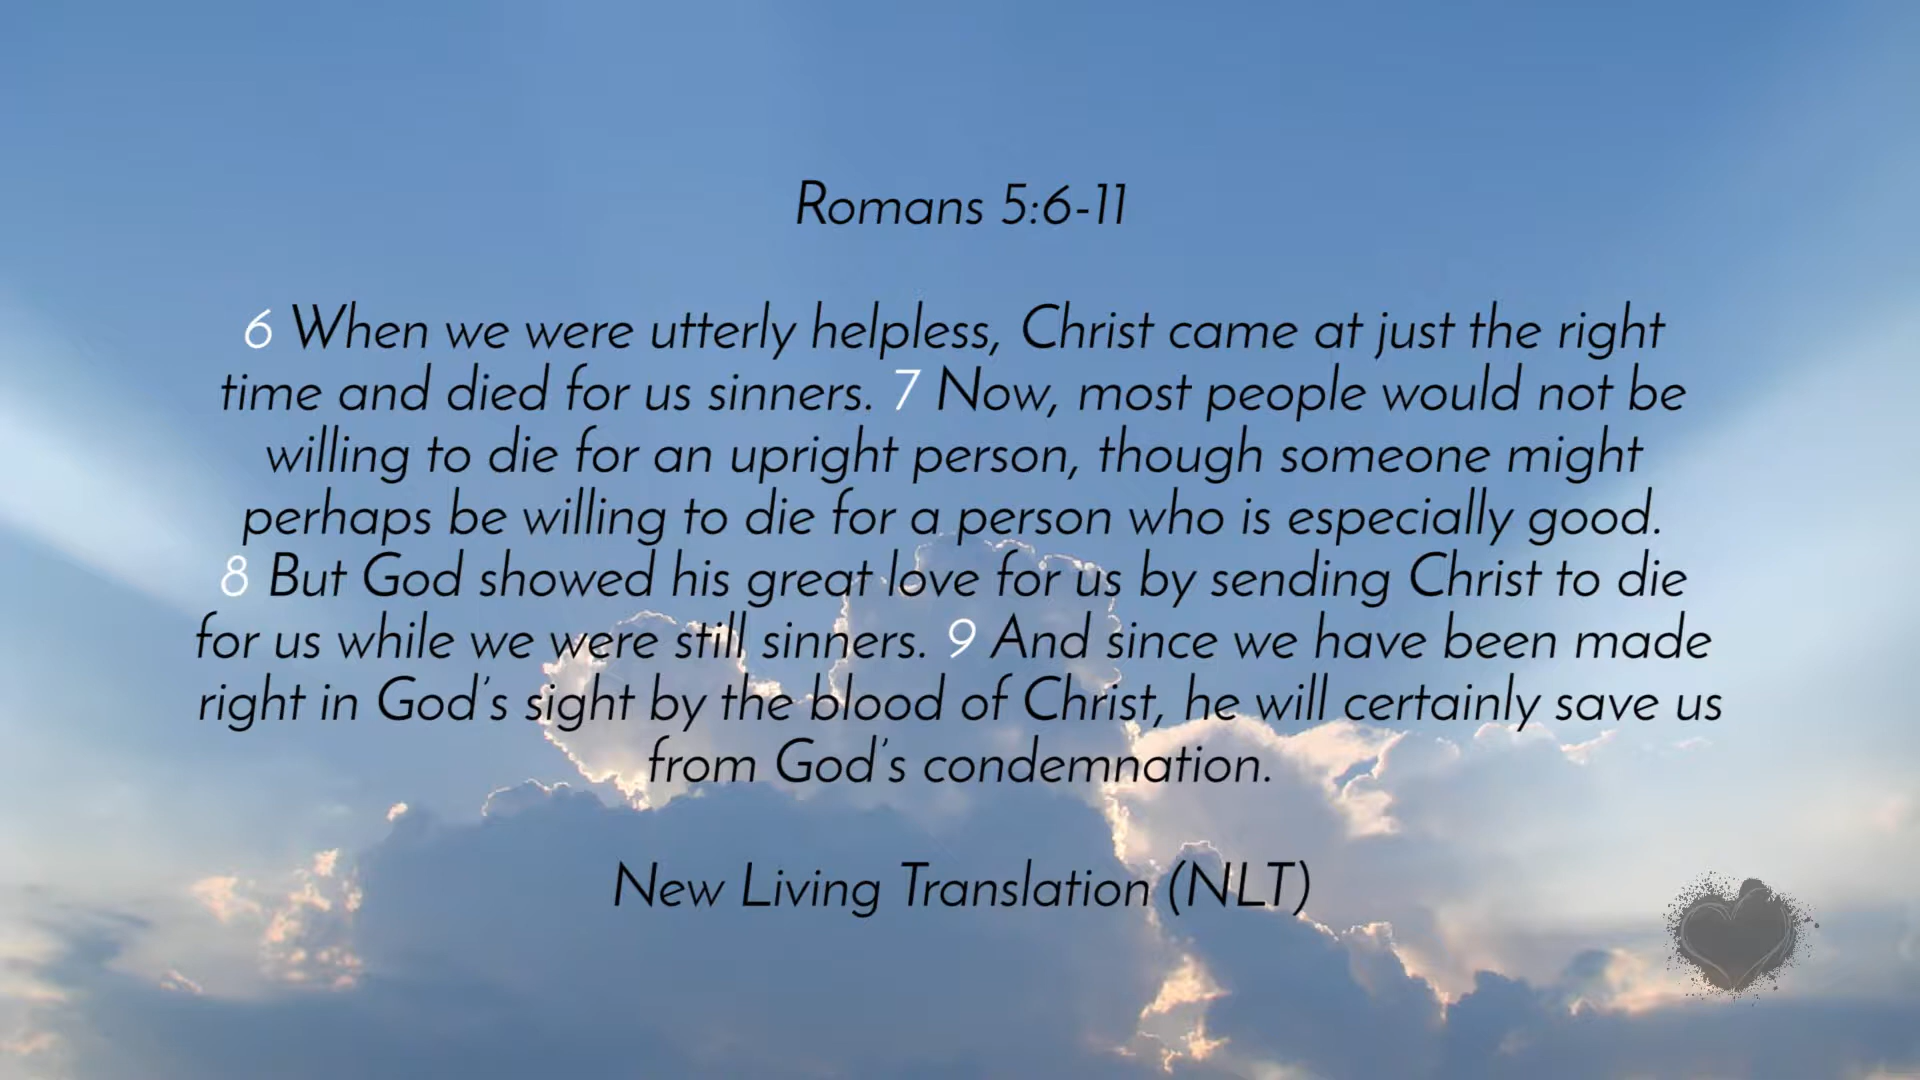 Romans 5:6-11
6 When we were utterly helpless, Christ came at just the right
time and died for us sinners. 7 Now, most people would not be
willing to die for an upright person, though someone might
perhaps be willing to die for a person who is especially good.
8 But God showed his great love for us by sending Christ to die
for us while we were still sinners. 9 And since we have been made
right in God's sight by the blood of Christ, he will certainly save us
from God's condemnation.
New Living Translation (NLT)